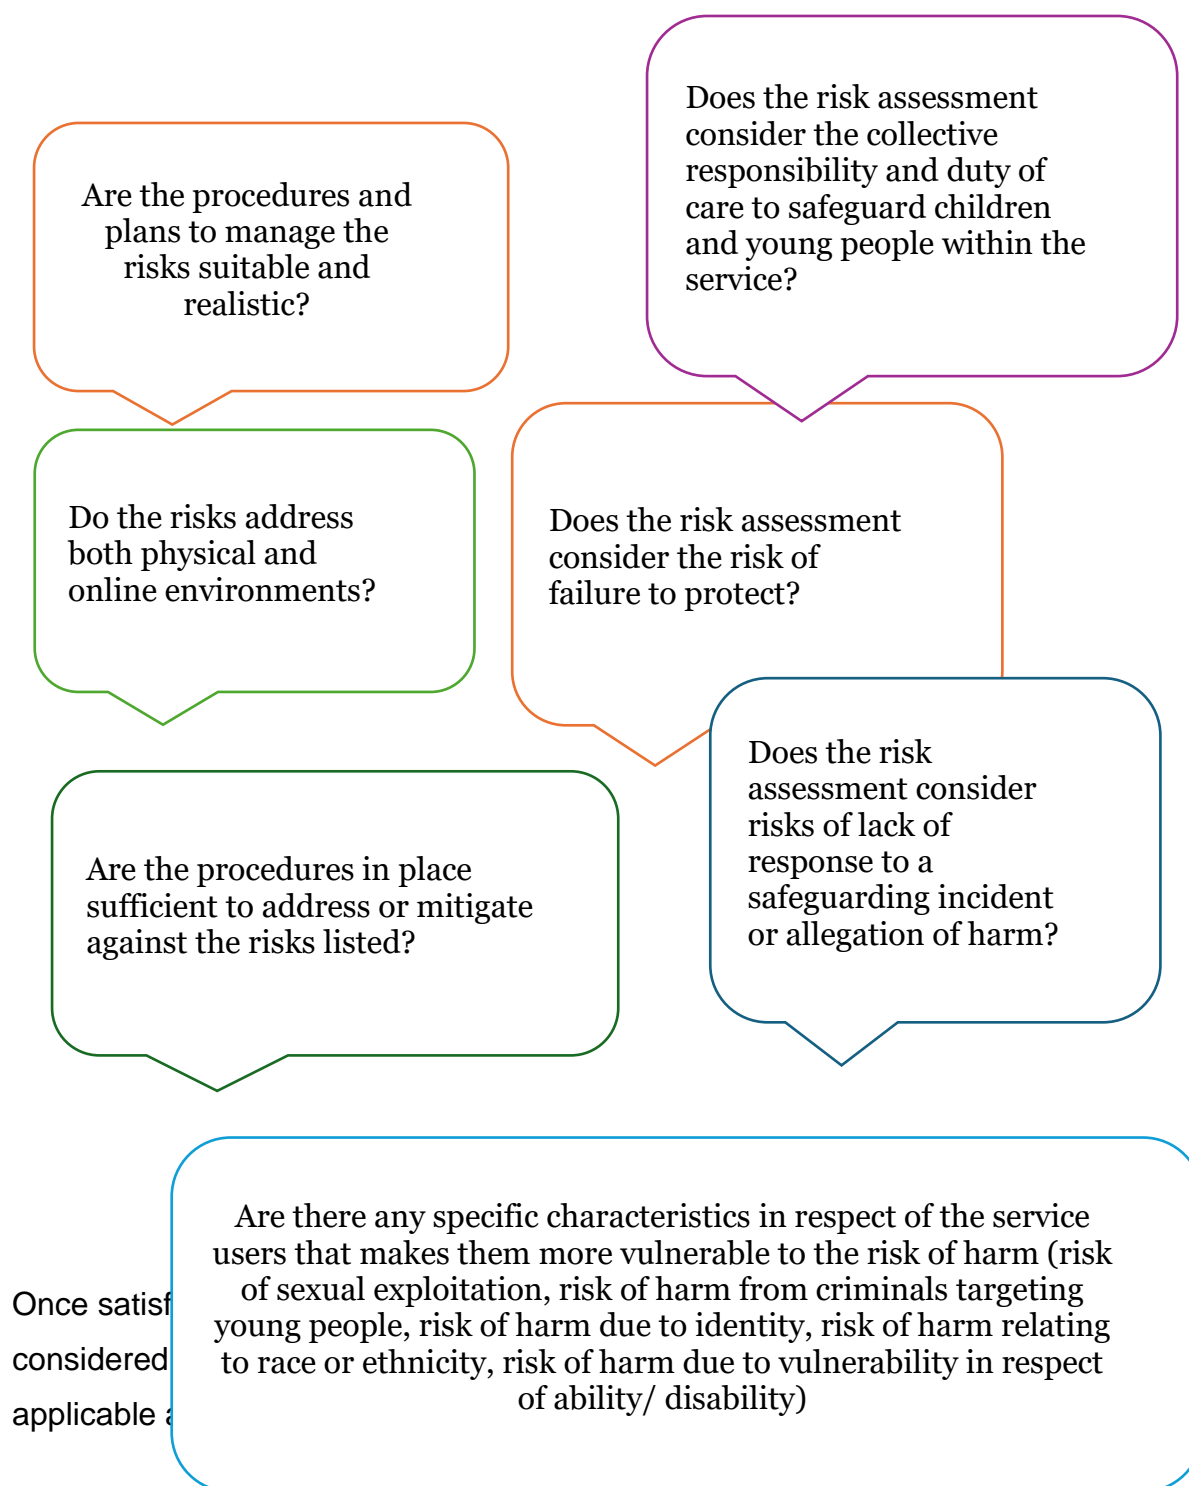 Does the risk assessment
consider the collective
responsibility and duty of
care to safeguard children
and young people within the
service?
Are the procedures and
plans to manage the
risks suitable and
realistic?
Do the risks address
both physical and
online environments?
Does the risk assessment
consider the risk of
failure to protect?
Does the risk
assessment consider
risks of lack of
response to a
safeguarding incident
or allegation of harm?
Are the procedures in place
sufficient to address or mitigate
against the risks listed?
Are there any specific characteristics in respect of the service
users that makes them more vulnerable to the risk of harm (risk
of sexual exploitation, risk of harm from criminals targeting
young people, risk of harm due to identity, risk of harm relating
to race or ethnicity, risk of harm due to vulnerability in respect
of ability/ disability)
Once
considered
applicable